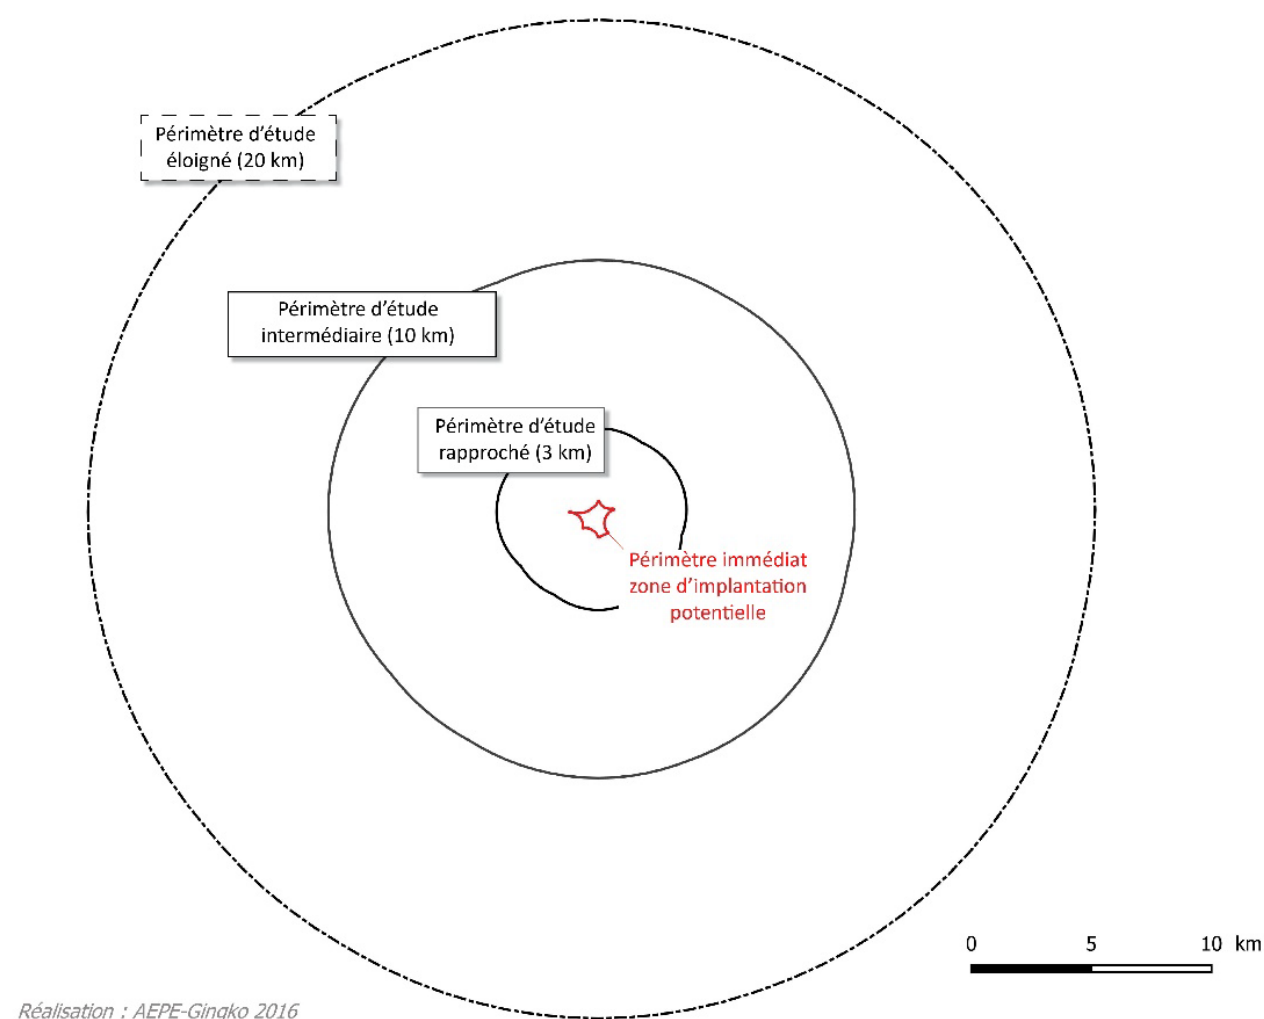 Périmètre d'étude
éloigné (20 km)
Périmètre d'étude
intermédiaire (10 km)
Périmètre d'étude
rapproché (3 km)
Périmètre immédiat
zone d'implantation
potentielle
0 5 10 km
Réalisation : AEPE-Gingko 2016